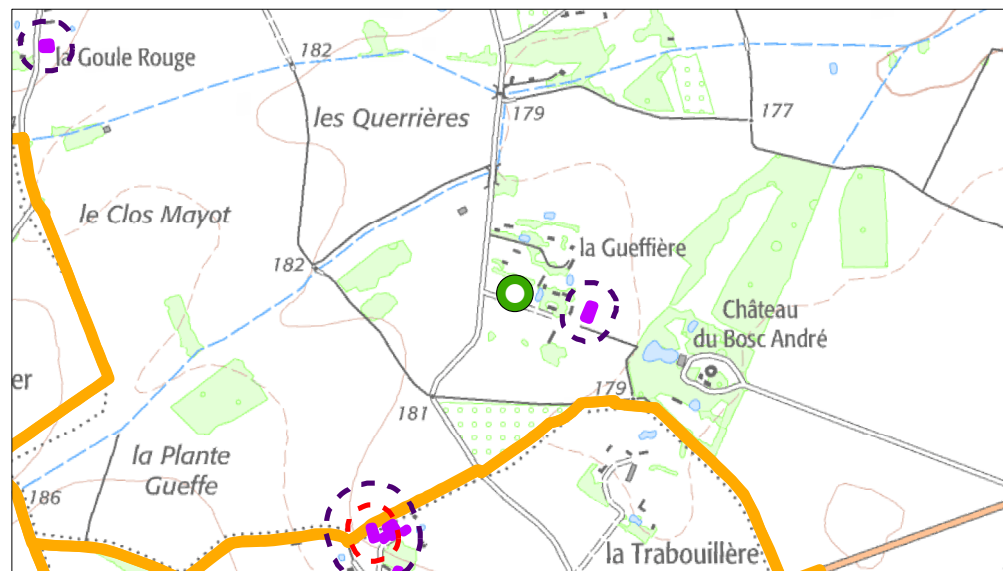 la Goule Rouge
182
les Querrières
179
177
le Clos Mayot
182
la Gueffière
Château
du Bosc André
er
179
181
la Plante
Gueffe
186
la Trabouillère